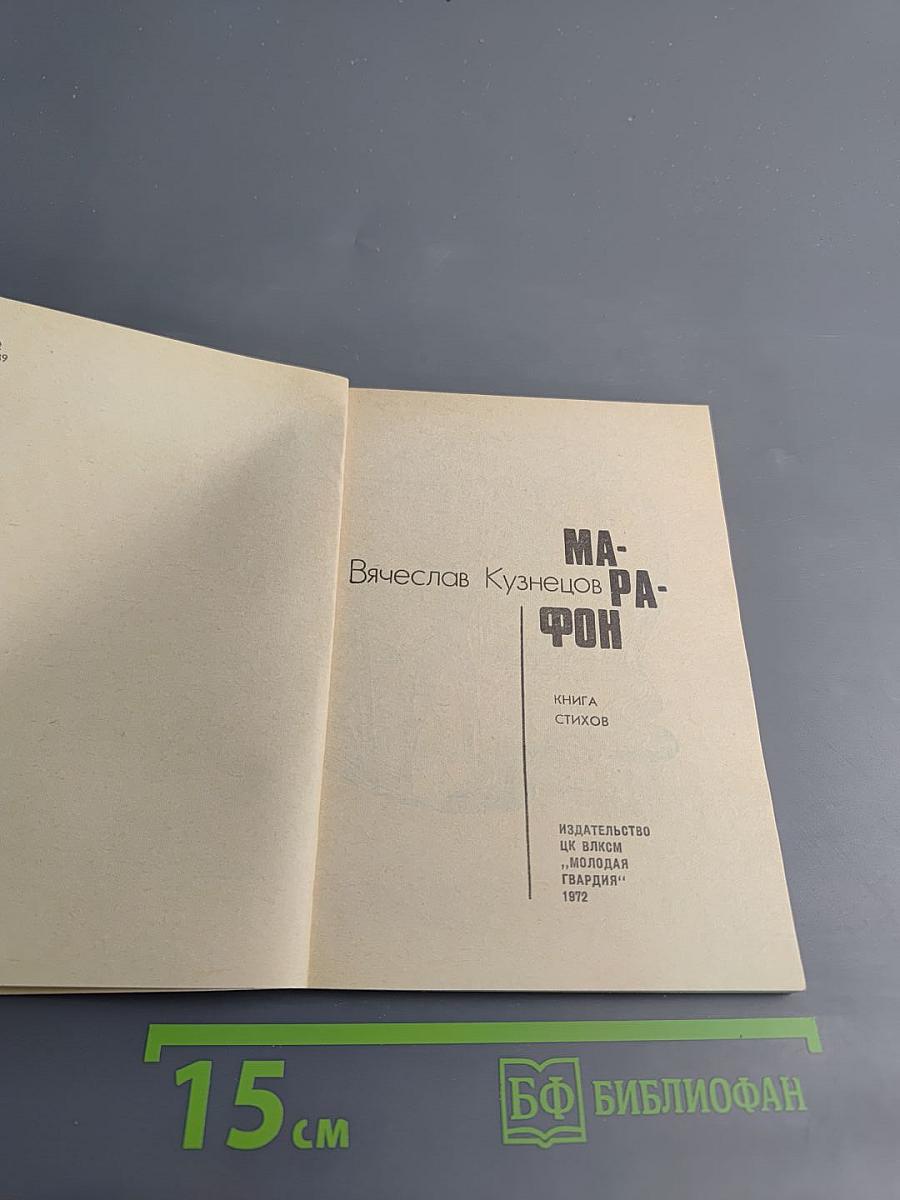 Вячеслав Кузнецов
МА-
РА-
ФОН
КНИГА
СТИХОВ
ИЗДАТЕЛЬСТВО
ЦК ВЛКСМ
„МОЛОДАЯ
ГВАРДИЯ“
1972
15 см
БФ БИБЛИОФАН